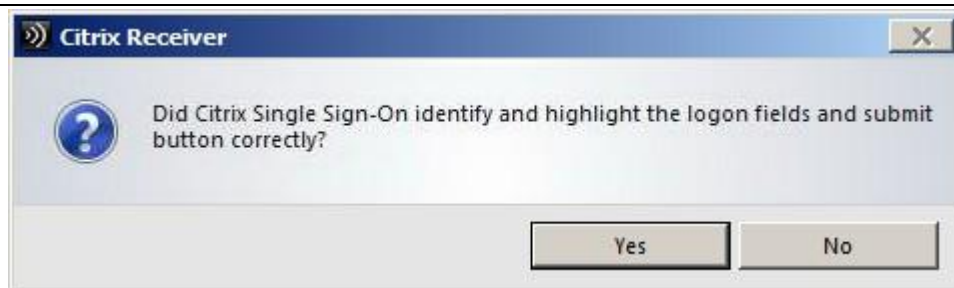 Citrix Receiver
Did Citrix Single Sign-On identify and highlight the logon fields and submit
button correctly?
Yes No